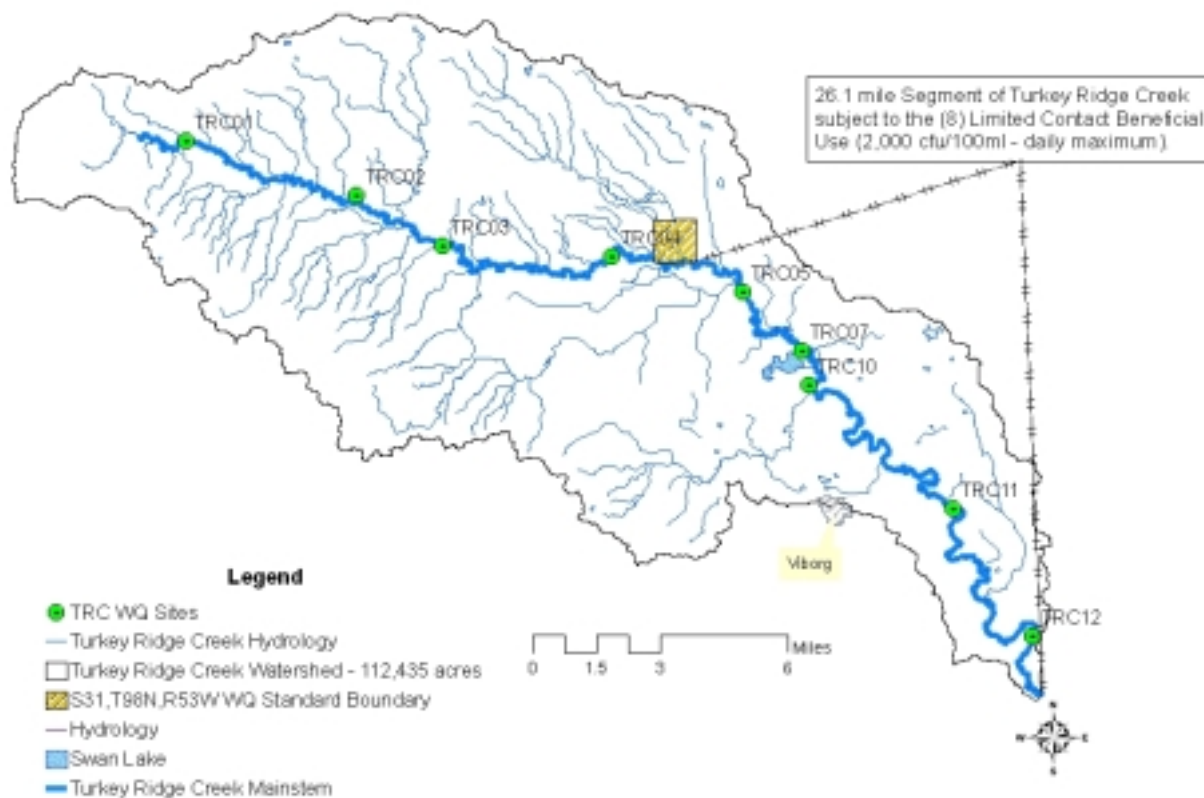 26.1 mile Segment of Turkey Ridge Creek
subject to the (8) Limited Contact Beneficial
Use (2,000 cfu/100ml - daily maximum).
TRC01
TRC02
TRC03
TRC04
TRC05
TRC07
TRC10
TRC11
TRC12
Viborg
Legend
TRC WQ Sites
Turkey Ridge Creek Hydrology
Turkey Ridge Creek Watershed - 112,435 acres
S31,T98N,R53W WQ Standard Boundary
Hydrology
Swan Lake
Turkey Ridge Creek Mainstem
Miles
0 1.5 3 6
N
W E
S